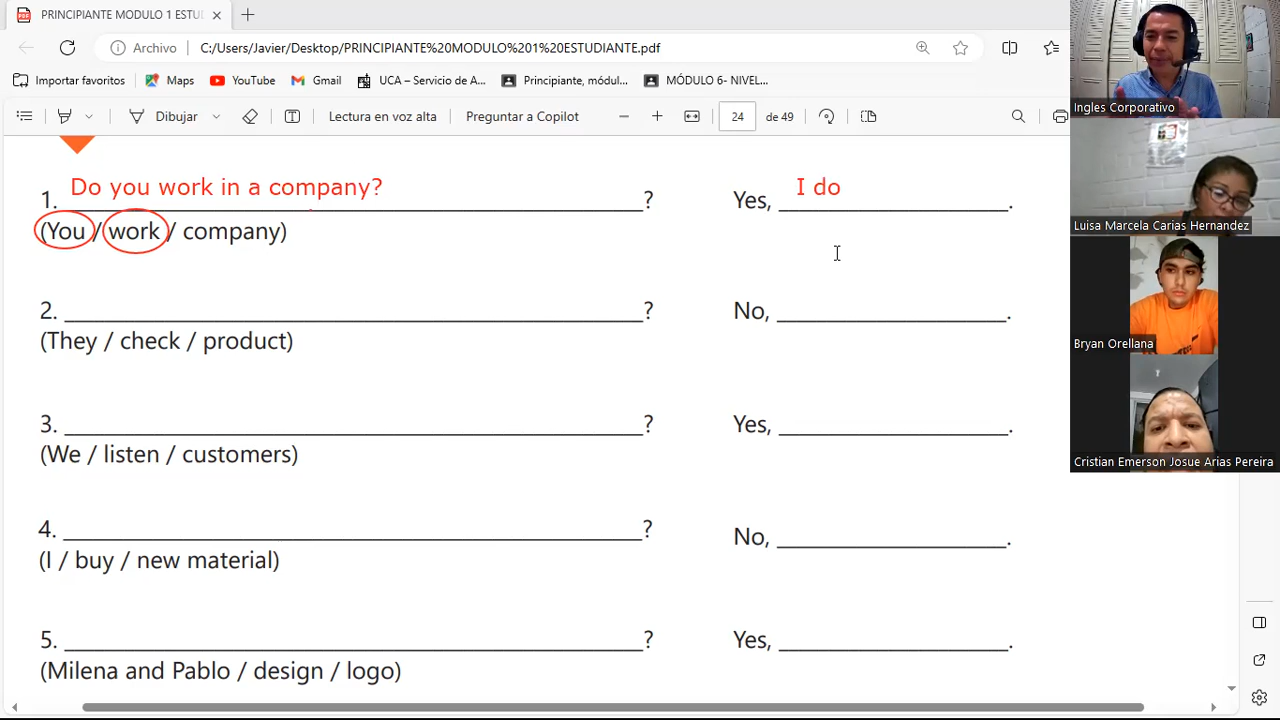 PRINCIPIANTE MODULO 1 ESTU
Archivo
C:/Users/Javier/Desktop/PRINCIPIANTE%20MODULO%201%20ESTUDIANTE.pdf
Importar favoritos
Maps
YouTube
Gmail
UCA – Servicio de A...
Principiante, módul...
MÓDULO 6- NIVEL...
Dibujar
Lectura en voz alta
Preguntar a Copilot
24
de 49
1. Do you work in a company? ?
Yes, I do .
(You / work / company)
2. ?
No, .
(They / check / product)
3. ?
Yes, .
(We / listen / customers)
4. ?
No, .
(I / buy / new material)
5. ?
Yes, .
(Milena and Pablo / design / logo)
Ingles Corporativo
Luisa Marcela Carias Hernandez
Bryan Orellana
Cristian Emerson Josue Arias Pereira